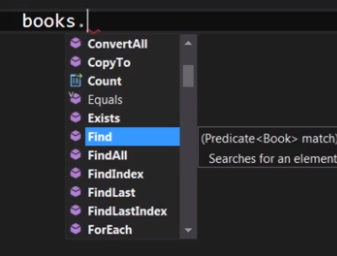 books.
ConvertAll
CopyTo
Count
Equals
Exists
Find
(Predicate<Book> match)
FindAll
Searches for an element
FindIndex
FindLast
FindLastIndex
ForEach